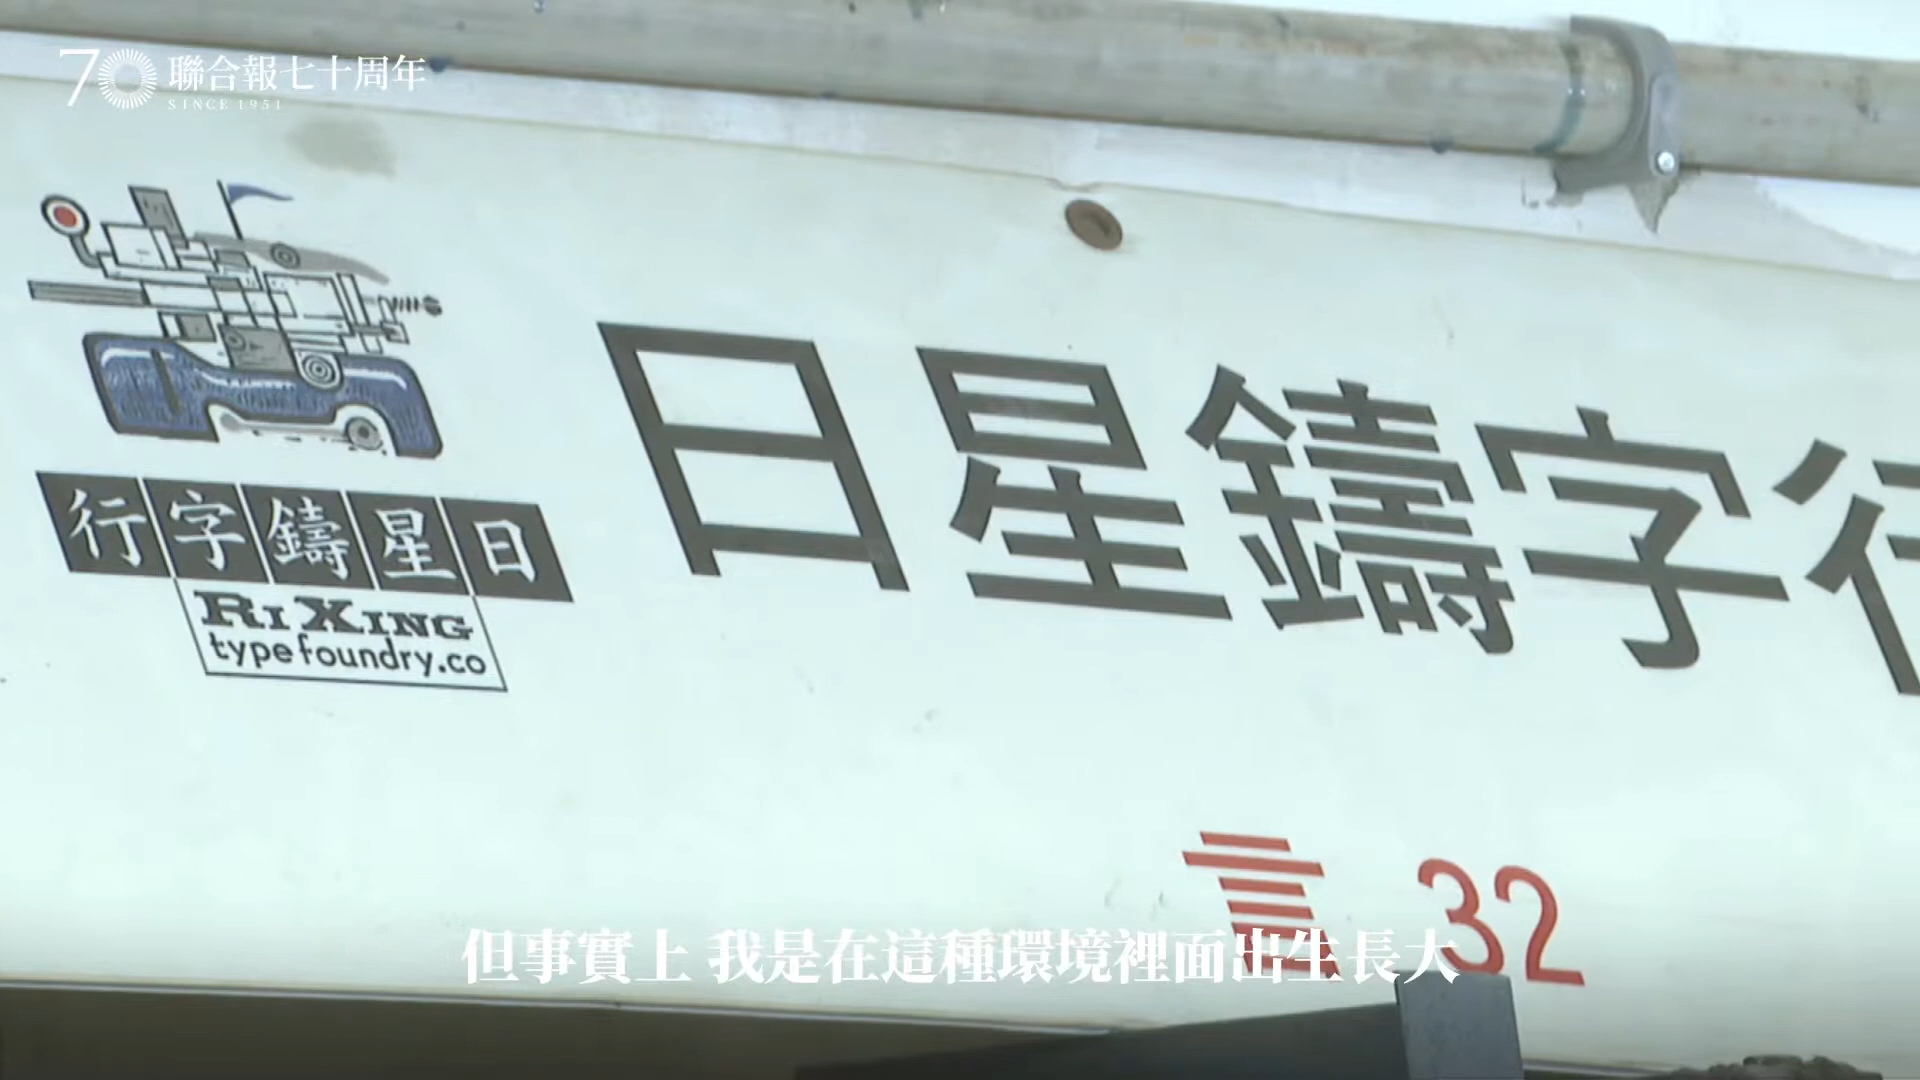 70 聯合報七十周年
SINCE 1951
日星鑄字行
行字鑄星日
RI XING
typefoundry.co
言 32
但事實上 我是在這種環境裡面出生長大